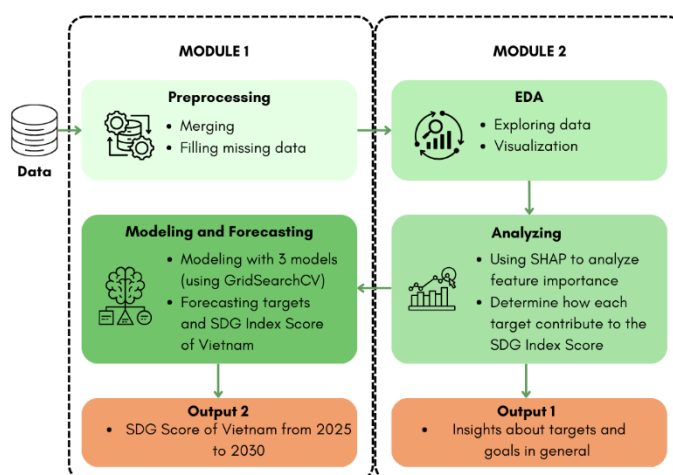 MODULE 1
MODULE 2
Data
Preprocessing
• Merging
• Filling missing data
EDA
• Exploring data
• Visualization
Modeling and Forecasting
• Modeling with 3 models
(using GridSearchCV)
• Forecasting targets
and SDG Index Score
of Vietnam
Analyzing
• Using SHAP to analyze
feature importance
• Determine how each
target contribute to the
SDG Index Score
Output 2
• SDG Score of Vietnam from 2025
to 2030
Output 1
• Insights about targets and
goals in general